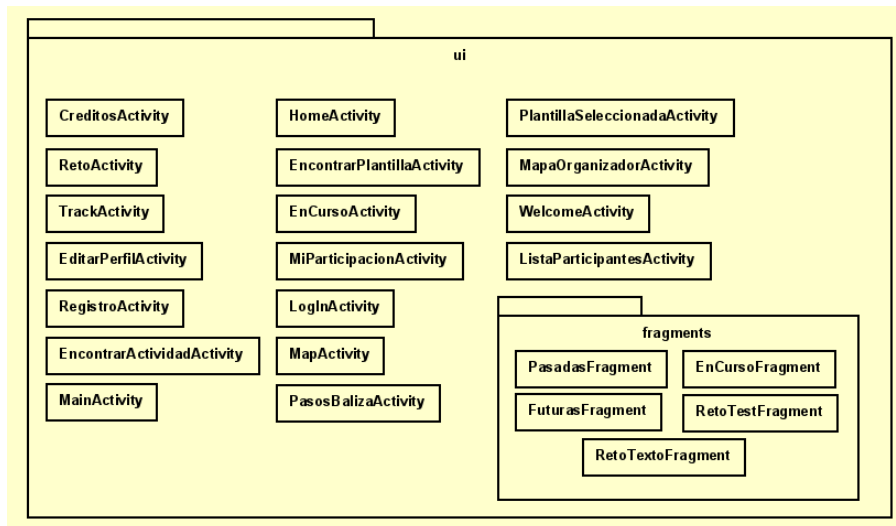 ui
CreditosActivity
HomeActivity
PlantillaSeleccionadaActivity
RetoActivity
EncontrarPlantillaActivity
MapaOrganizadorActivity
TrackActivity
EnCursoActivity
WelcomeActivity
EditarPerfilActivity
MiParticipacionActivity
ListaParticipantesActivity
RegistroActivity
LogInActivity
EncontrarActividadActivity
MapActivity
MainActivity
PasosBalizaActivity
fragments
PasadasFragment
EnCursoFragment
FuturasFragment
RetoTestFragment
RetoTextoFragment